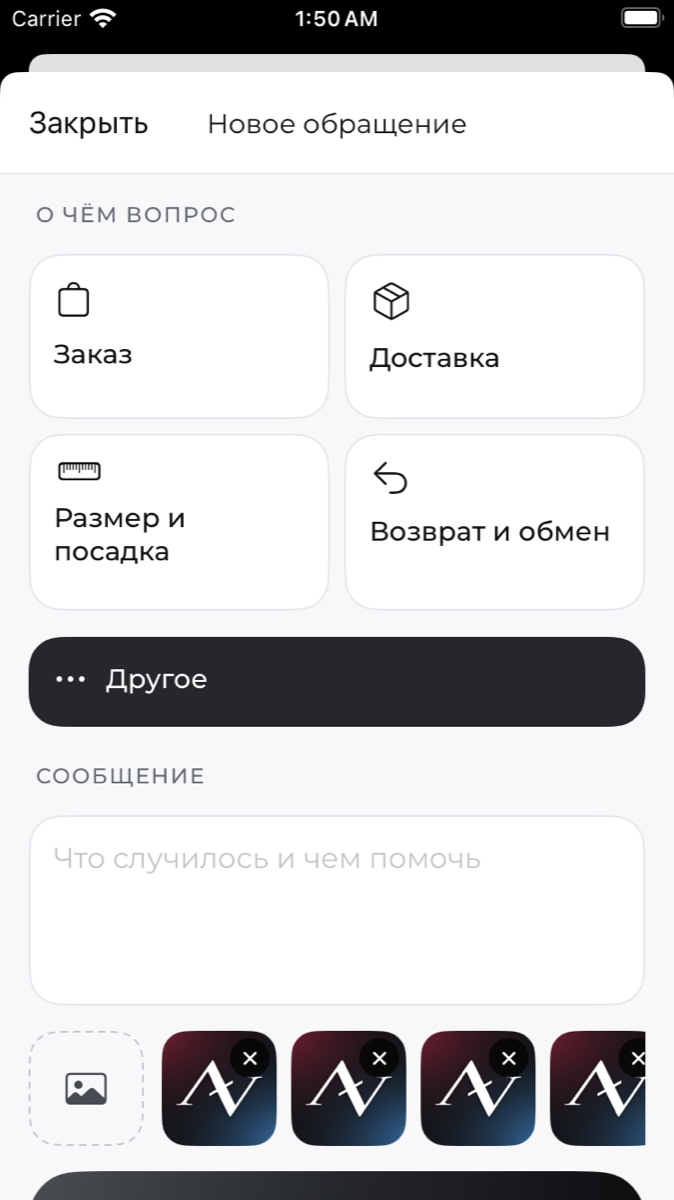 Carrier
1:50 AM
Закрыть
Новое обращение
О ЧЁМ ВОПРОС
Заказ
Доставка
Размер и
посадка
Возврат и обмен
Другое
СООБЩЕНИЕ
Что случилось и чем помочь